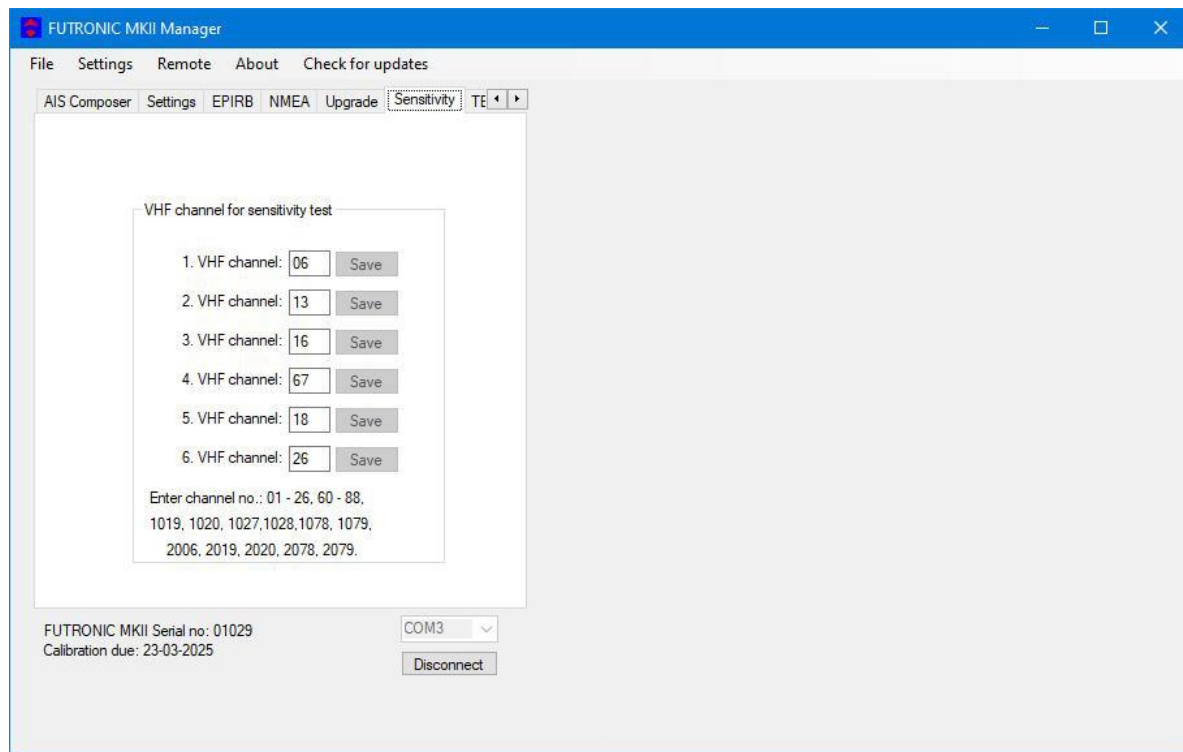 FUTRONIC MKII Manager
File Settings Remote About Check for updates
AIS Composer Settings EPIRB NMEA Upgrade Sensitivity TE
VHF channel for sensitivity test
1. VHF channel: 06 Save
2. VHF channel: 13 Save
3. VHF channel: 16 Save
4. VHF channel: 67 Save
5. VHF channel: 18 Save
6. VHF channel: 26 Save
Enter channel no.: 01 - 26, 60 - 88,
1019, 1020, 1027,1028,1078, 1079,
2006, 2019, 2020, 2078, 2079.
FUTRONIC MKII Serial no: 01029 COM3
Calibration due: 23-03-2025
Disconnect